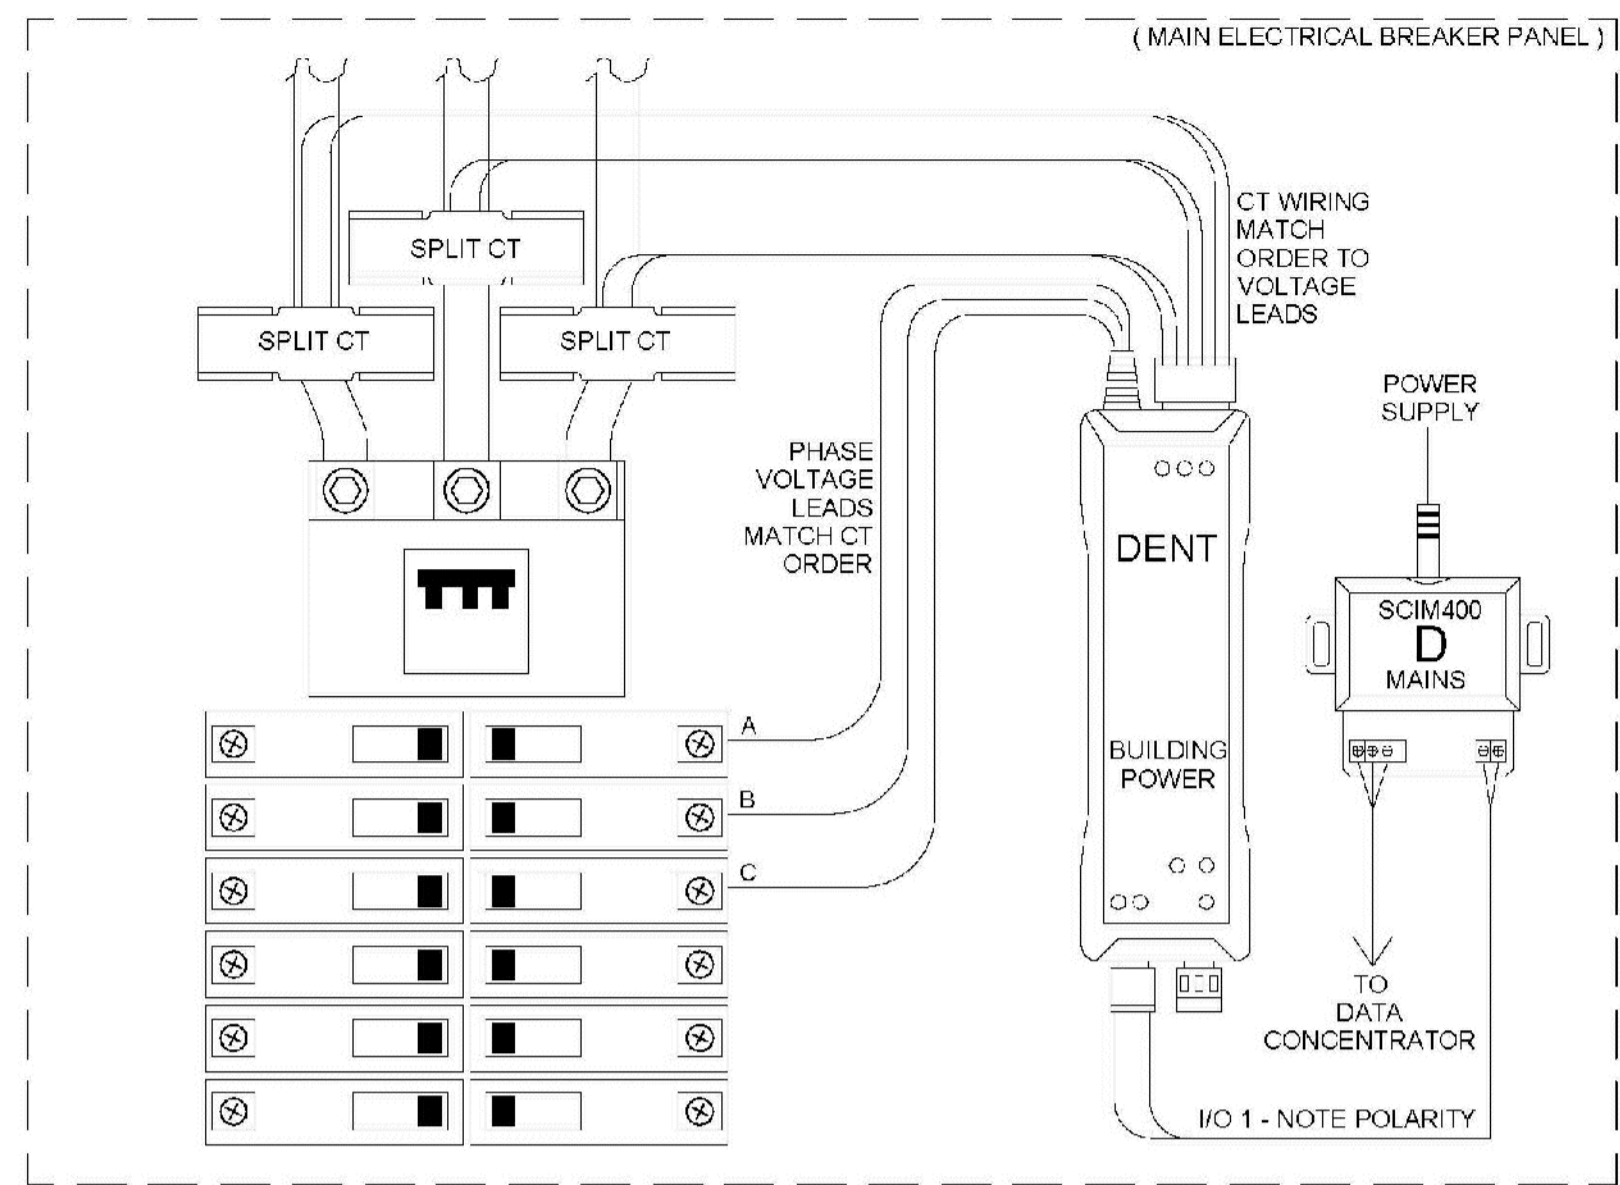 ( MAIN ELECTRICAL BREAKER PANEL )
CT WIRING
MATCH
ORDER TO
VOLTAGE
LEADS
SPLIT CT
SPLIT CT
SPLIT CT
POWER
SUPPLY
PHASE
VOLTAGE
LEADS
MATCH CT
ORDER
DENT
SCIM400
D
MAINS
A
B
C
BUILDING
POWER
TO
DATA
CONCENTRATOR
I/O 1 - NOTE POLARITY